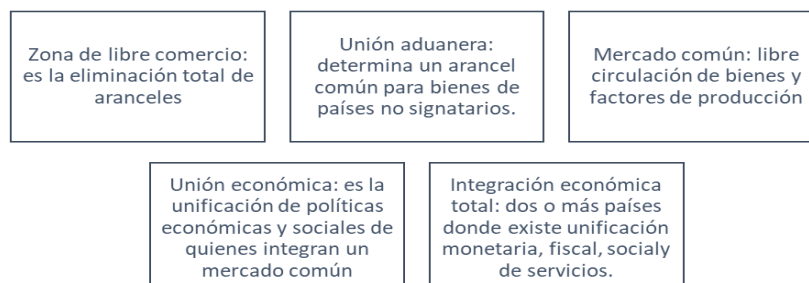 Zona de libre comercio:
es la eliminación total de
aranceles
Unión aduanera:
determina un arancel
común para bienes de
países no signatarios.
Mercado común: libre
circulación de bienes y
factores de producción
Unión económica: es la
unificación de políticas
económicas y sociales de
quienes integran un
mercado común
Integración económica
total: dos o más países
donde existe unificación
monetaria, fiscal, socialy
de servicios.